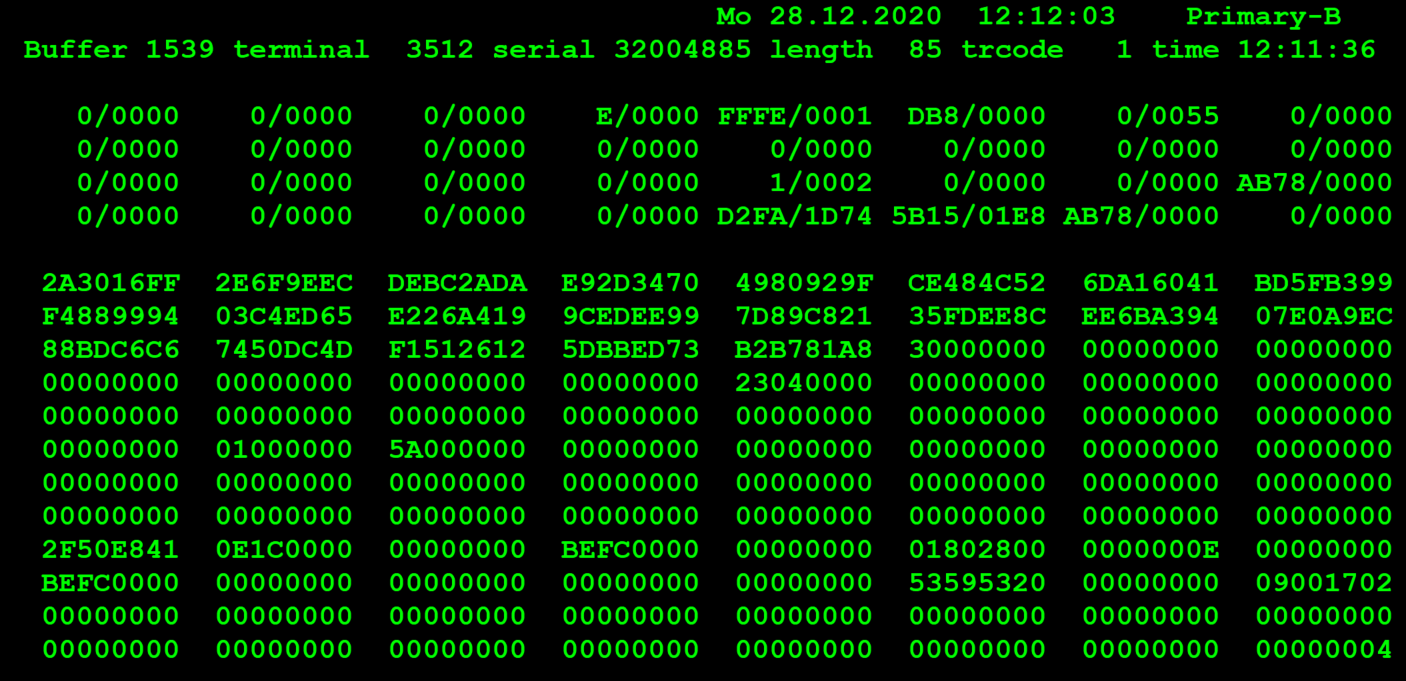 Mo 28.12.2020 12:12:03 Primary-B
Buffer 1539 terminal 3512 serial 32004885 length 85 trcode 1 time 12:11:36
0/0000 0/0000 0/0000 E/0000 FFFE/0001 DB8/0000 0/0055 0/0000
0/0000 0/0000 0/0000 0/0000 0/0000 0/0000 0/0000 0/0000
0/0000 0/0000 0/0000 0/0000 1/0002 0/0000 0/0000 AB78/0000
0/0000 0/0000 0/0000 0/0000 D2FA/1D74 5B15/01E8 AB78/0000 0/0000
2A3016FF 2E6F9EEC DEBC2ADA E92D3470 4980929F CE484C52 6DA16041 BD5FB399
F4889994 03C4ED65 E226A419 9CEDEE99 7D89C821 35FDEE8C EE6BA394 07E0A9EC
88BDC6C6 7450DC4D F1512612 5DBBED73 B2B781A8 30000000 00000000 00000000
00000000 00000000 00000000 00000000 23040000 00000000 00000000 00000000
00000000 00000000 00000000 00000000 00000000 00000000 00000000 00000000
00000000 01000000 5A000000 00000000 00000000 00000000 00000000 00000000
00000000 00000000 00000000 00000000 00000000 00000000 00000000 00000000
00000000 00000000 00000000 00000000 00000000 00000000 00000000 00000000
2F50E841 0E1C0000 00000000 BEFC0000 00000000 01802800 0000000E 00000000
BEFC0000 00000000 00000000 00000000 00000000 53595320 00000000 09001702
00000000 00000000 00000000 00000000 00000000 00000000 00000000 00000000
00000000 00000000 00000000 00000000 00000000 00000000 00000000 00000004